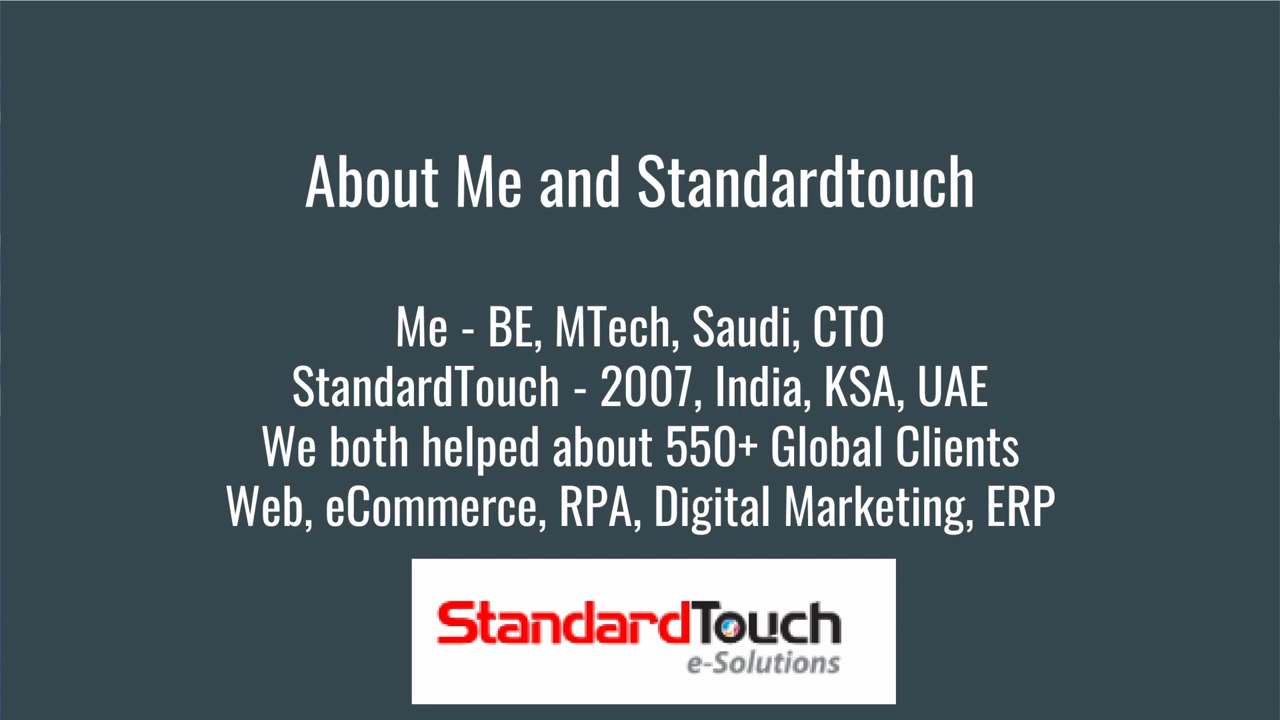 About Me and Standardtouch
Me - BE, MTech, Saudi, CTO
StandardTouch - 2007, India, KSA, UAE
We both helped about 550+ Global Clients
Web, eCommerce, RPA, Digital Marketing, ERP
StandardTouch
e-Solutions